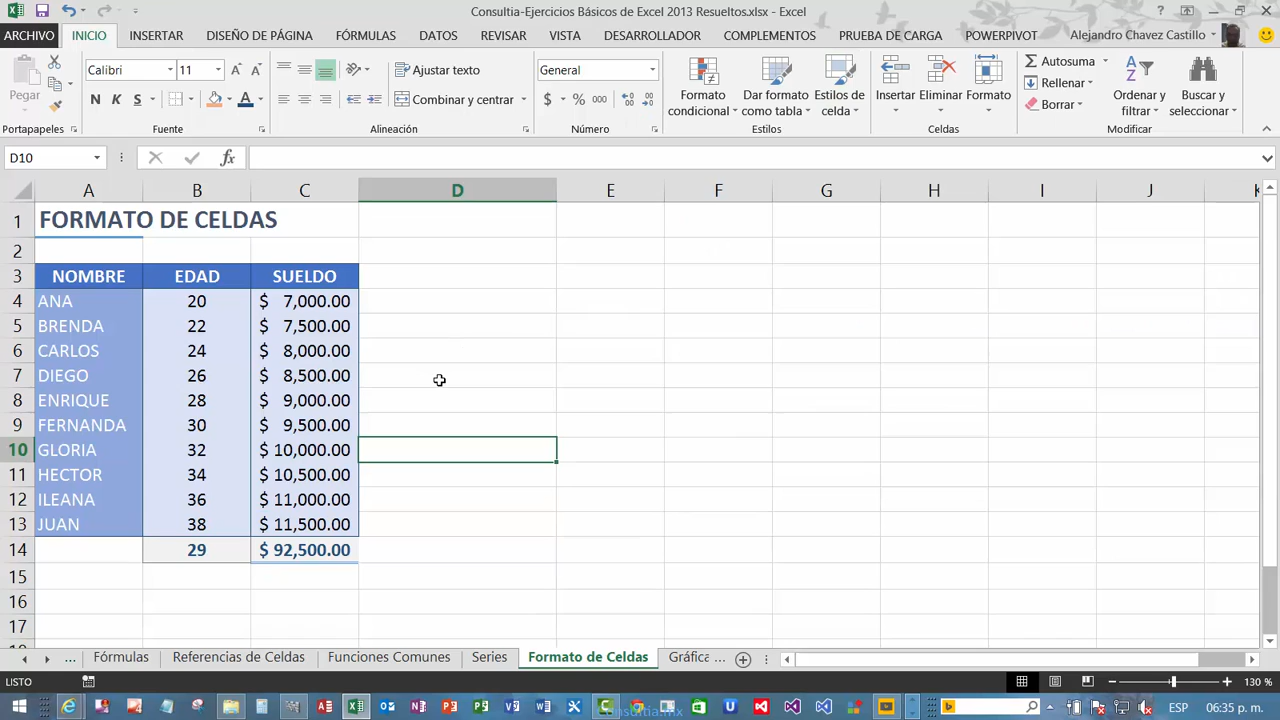 consultia-Ejercicios Básicos de Excel 2013 Resueltos.xlsx - Excel
ARCHIVO INICIO INSERTAR DISEÑO DE PÁGINA FÓRMULAS DATOS REVISAR VISTA DESARROLLADOR COMPLEMENTOS PRUEBA DE CARGA POWERPIVOT Alejandro Chavez Castillo
Pegar
Calibri 11
N K S
Ajustar texto
Combinar y centrar
General
$ % 000
Formato condicional
Dar formato como tabla
Estilos de celda
Insertar Eliminar Formato
Autosuma
Rellenar
Borrar
Ordenar y filtrar
Buscar y seleccionar
Portapapeles Fuente Alineación Número Estilos Celdas Modificar
D10 fx
A B C D E F G H I J K
1 FORMATO DE CELDAS
2
3 NOMBRE EDAD SUELDO
4 ANA 20 $ 7,000.00
5 BRENDA 22 $ 7,500.00
6 CARLOS 24 $ 8,000.00
7 DIEGO 26 $ 8,500.00
8 ENRIQUE 28 $ 9,000.00
9 FERNANDA 30 $ 9,500.00
10 GLORIA 32 $ 10,000.00
11 HECTOR 34 $ 10,500.00
12 ILEANA 36 $ 11,000.00
13 JUAN 38 $ 11,500.00
14 29 $ 92,500.00
15
16
17
... Fórmulas Referencias de Celdas Funciones Comunes Series Formato de Celdas Gráfica ...
LISTO 130 %
consultia.mx
ESP 06:35 p. m.